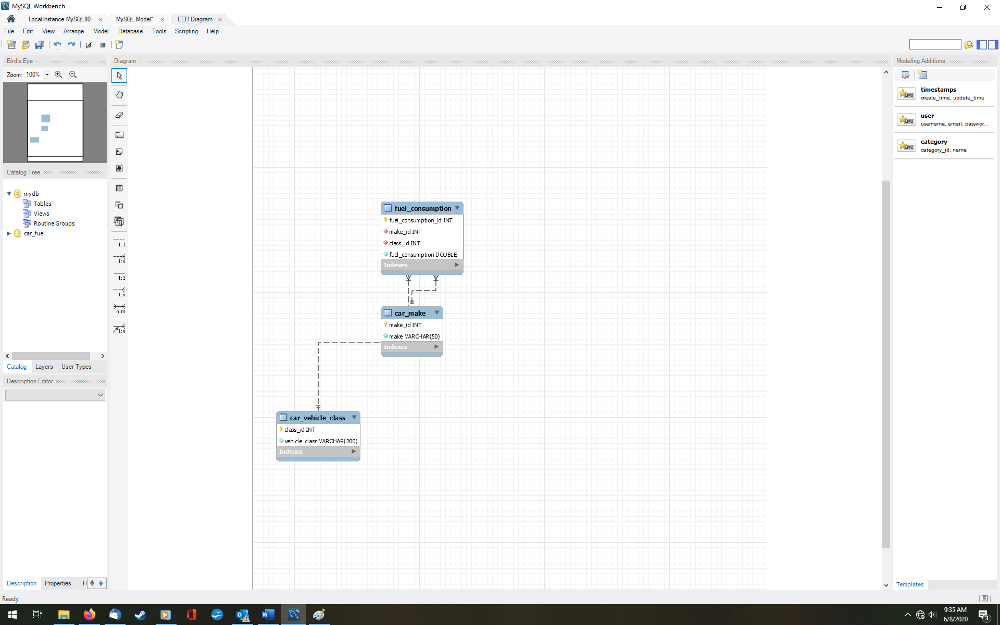 MySQL Workbench
Local instance MySQL80
MySQL Model*
EER Diagram
File Edit View Arrange Model Database Tools Scripting Help
Bird's Eye
Zoom: 100%
Catalog Tree
mydb
Tables
Views
Routine Groups
car_fuel
Catalog Layers User Types
Description Editor
Description Properties H
Diagram
1:1
1:n
1:1
1:n
n:m
1:n
fuel_consumption
fuel_consumption_id INT
make_id INT
class_id INT
fuel_consumption DOUBLE
Indexes
car_make
make_id INT
make VARCHAR(50)
Indexes
car_vehicle_class
class_id INT
vehicle_class VARCHAR(200)
Indexes
Modeling Additions
MWB
timestamps
create_time, update_time
MWB
user
username, email, passwor...
MWB
category
category_id, name
Templates
Ready
9:35 AM
6/8/2020
3